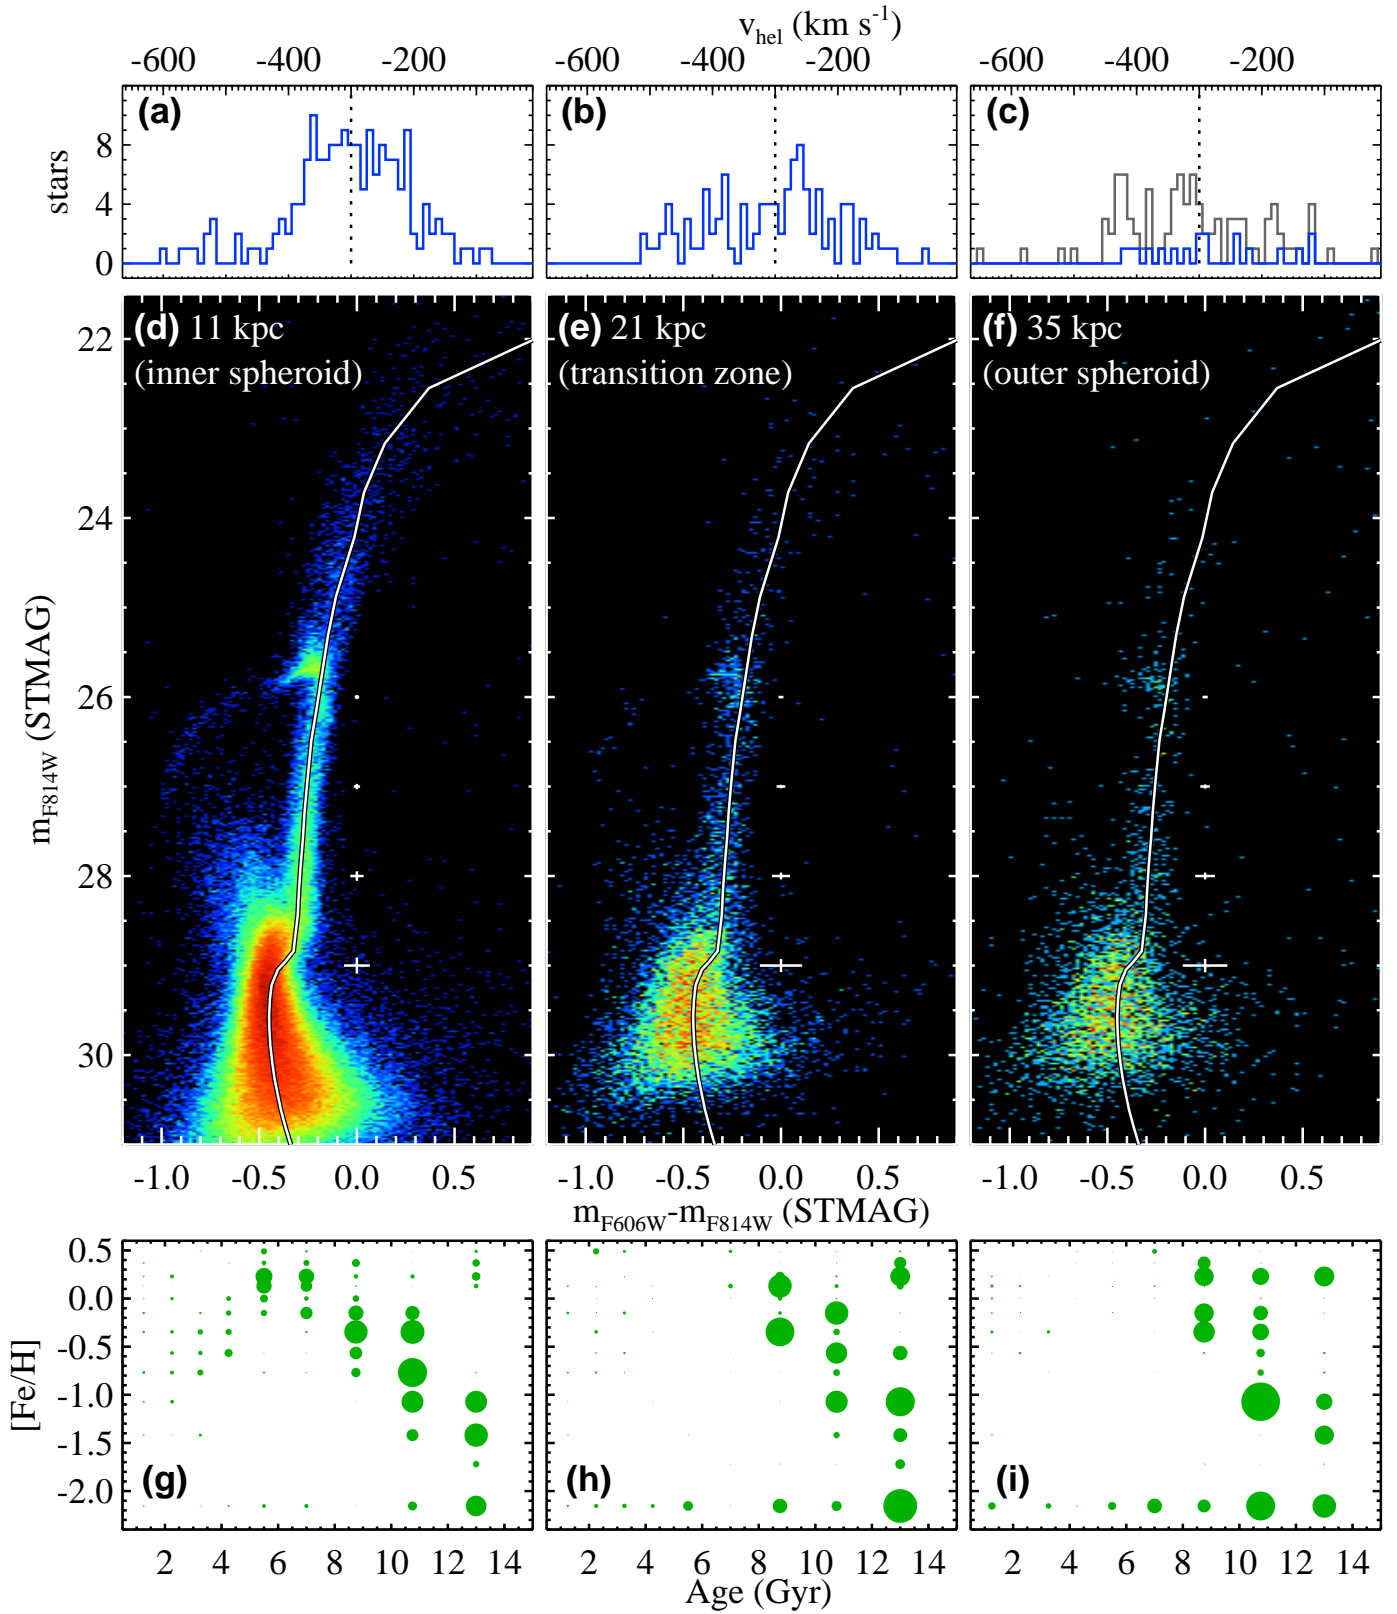 v_hel (km s^-1)
-600 -400 -200 -600 -400 -200 -600 -400 -200
(a) (b) (c)
stars
8
4
0
(d) 11 kpc
(inner spheroid)
(e) 21 kpc
(transition zone)
(f) 35 kpc
(outer spheroid)
m_F814W (STMAG)
22
24
26
28
30
-1.0 -0.5 0.0 0.5 -1.0 -0.5 0.0 0.5 -1.0 -0.5 0.0 0.5
m_F606W-m_F814W (STMAG)
[Fe/H]
0.5
0.0
-0.5
-1.0
-1.5
-2.0
(g) (h) (i)
2 4 6 8 10 12 14 2 4 6 8 10 12 14 2 4 6 8 10 12 14
Age (Gyr)